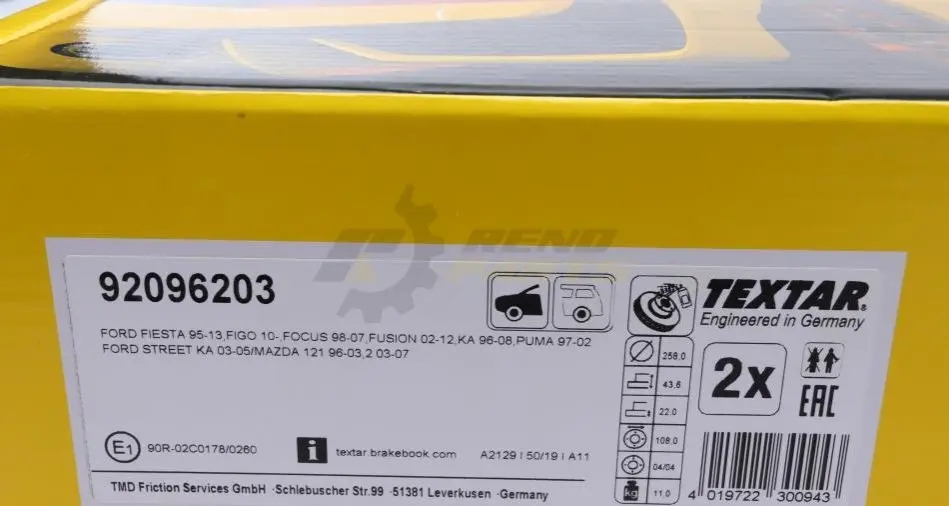 RENO
PARTS
92096203
FORD FIESTA 95-13,FIGO 10-,FOCUS 98-07,FUSION 02-12,KA 96-08,PUMA 97-02
FORD STREET KA 03-05/MAZDA 121 96-03,2 03-07
E1
90R-02C0178/0260
i
textar.brakebook.com
A2129 I 50/19 I A11
TMD Friction Services GmbH · Schlebuscher Str.99 · 51381 Leverkusen · Germany
258,0
43,6
22,0
108,0
04/04
kg
11,0
TEXTAR®
Engineered in Germany
2x
EAC
4 019722 300943